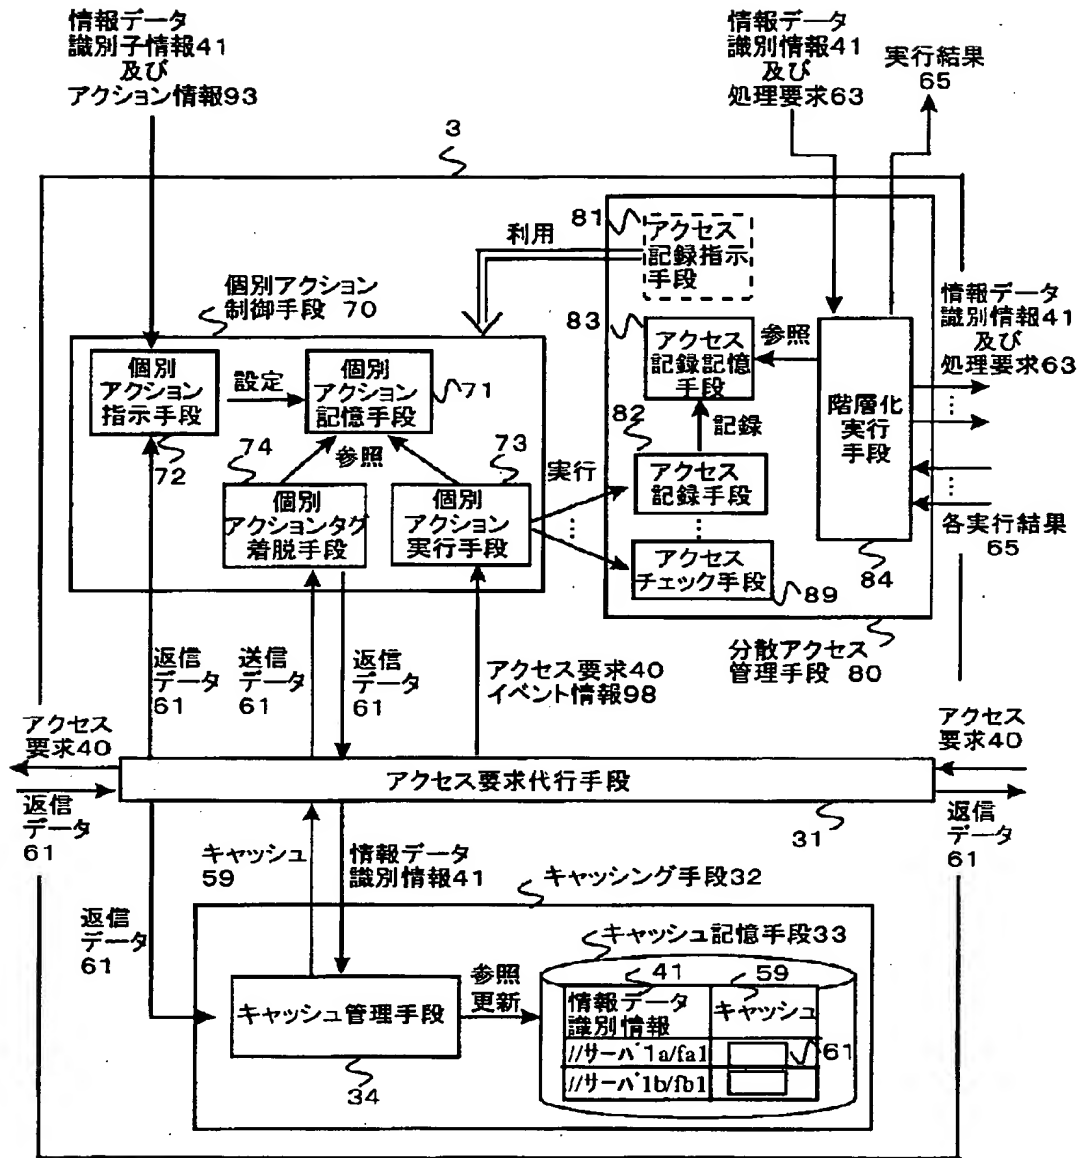 情報データ
識別子情報41
及び
アクション情報93
情報データ
識別情報41
及び
処理要求63
実行結果
65
3
81
アクセス
記録指示
手段
利用
個別アクション
制御手段 70
83
アクセス
記録記憶
手段
参照
階層化
実行
手段
84
情報データ
識別情報41
及び
処理要求63
⋮
⋮
各実行結果
65
個別
アクション
指示手段
72
設定
個別
アクション
記憶手段
71
74
参照
73
個別
アクションタグ
着脱手段
個別
アクション
実行手段
実行
⋮
82
記録
アクセス
記録手段
⋮
アクセス
チェック手段
89
分散アクセス
管理手段 80
返信
データ
61
送信
データ
61
返信
データ
61
アクセス要求40
イベント情報98
アクセス
要求40
アクセス
要求40
アクセス要求代行手段
31
返信
データ
61
返信
データ
61
キャッシュ
59
情報データ
識別情報41
キャッシング手段32
返信
データ
61
キャッシュ管理手段
34
参照
更新
キャッシュ記憶手段33
41
59
情報データ
識別情報
キャッシュ
//サーバ1a/fa1
61
//サーバ1b/fb1